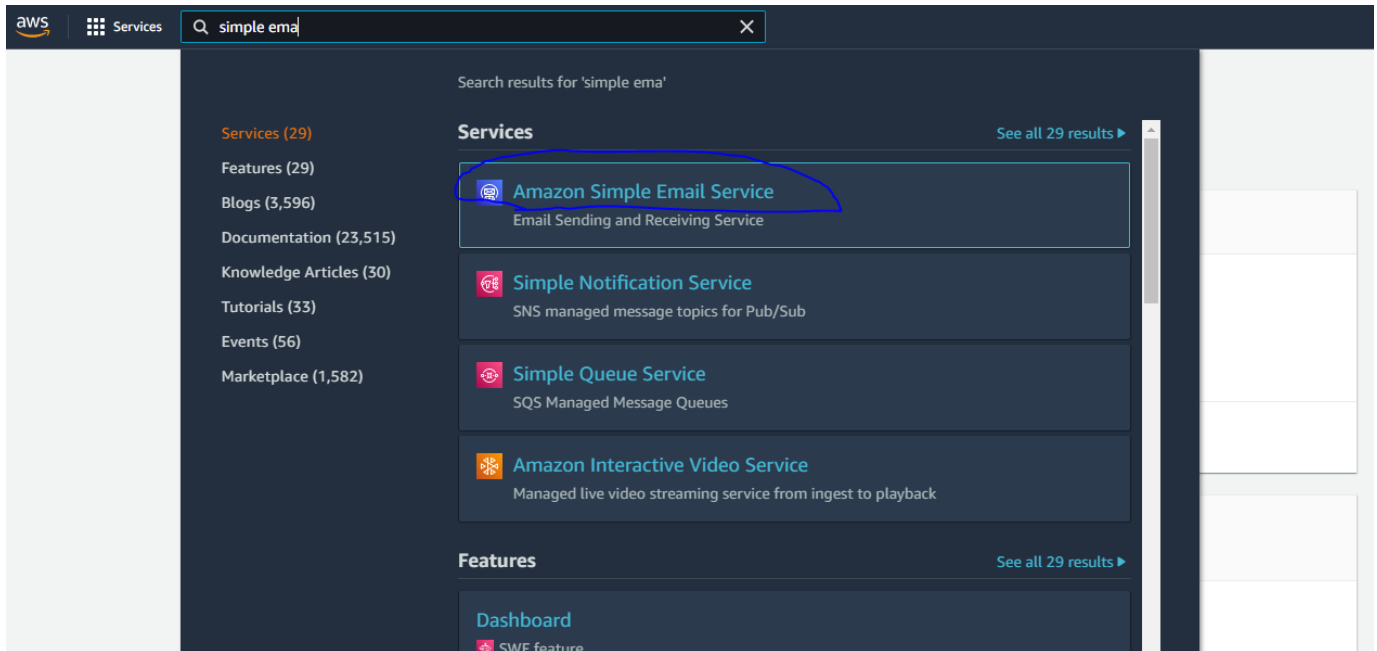 aws
Services
simple ema
Search results for 'simple ema'
Services (29)
Features (29)
Blogs (3,596)
Documentation (23,515)
Knowledge Articles (30)
Tutorials (33)
Events (56)
Marketplace (1,582)
Services
See all 29 results
Amazon Simple Email Service
Email Sending and Receiving Service
Simple Notification Service
SNS managed message topics for Pub/Sub
Simple Queue Service
SQS Managed Message Queues
Amazon Interactive Video Service
Managed live video streaming service from ingest to playback
Features
See all 29 results
Dashboard
SWF feature